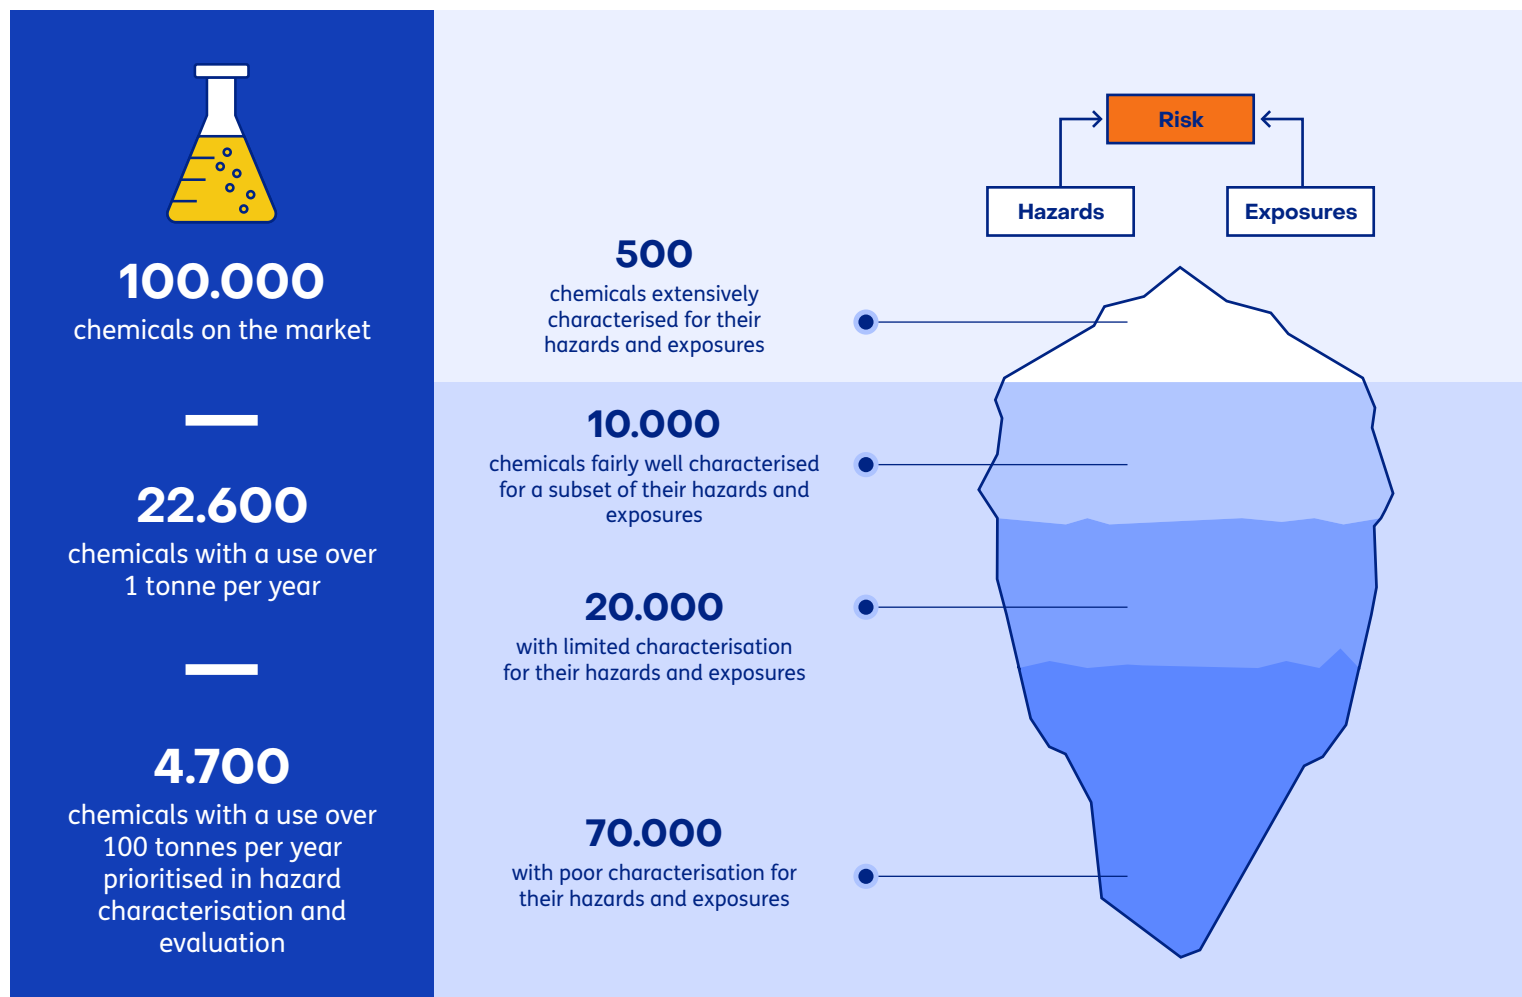 100.000
chemicals on the market
22.600
chemicals with a use over
1 tonne per year
4.700
chemicals with a use over
100 tonnes per year
prioritised in hazard
characterisation and
evaluation
Risk
Hazards
Exposures
500
chemicals extensively
characterised for their
hazards and exposures
10.000
chemicals fairly well characterised
for a subset of their hazards and
exposures
20.000
with limited characterisation
for their hazards and exposures
70.000
with poor characterisation for
their hazards and exposures